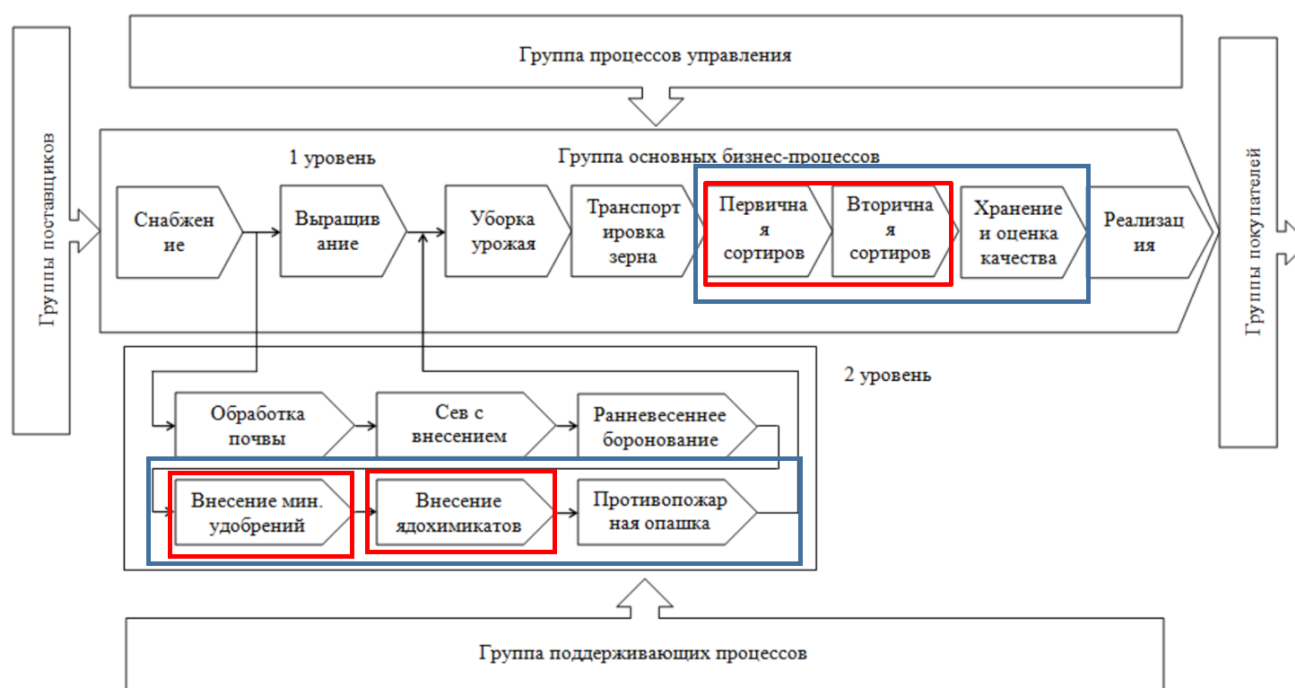 Группа процессов управления
Группы поставщиков
Группы покупателей
1 уровень
Группа основных бизнес-процессов
Снабжен
ие
Выращив
ание
Уборка
урожая
Транспорт
ировка
зерна
Первична
я
сортиров
Вторична
я
сортиров
Хранение
и оценка
качества
Реализац
ия
2 уровень
Обработка
почвы
Сев с
внесением
Ранневесеннее
боронование
Внесение мин.
удобрений
Внесение
ядохимикатов
Противопожар
ная опашка
Группа поддерживающих процессов